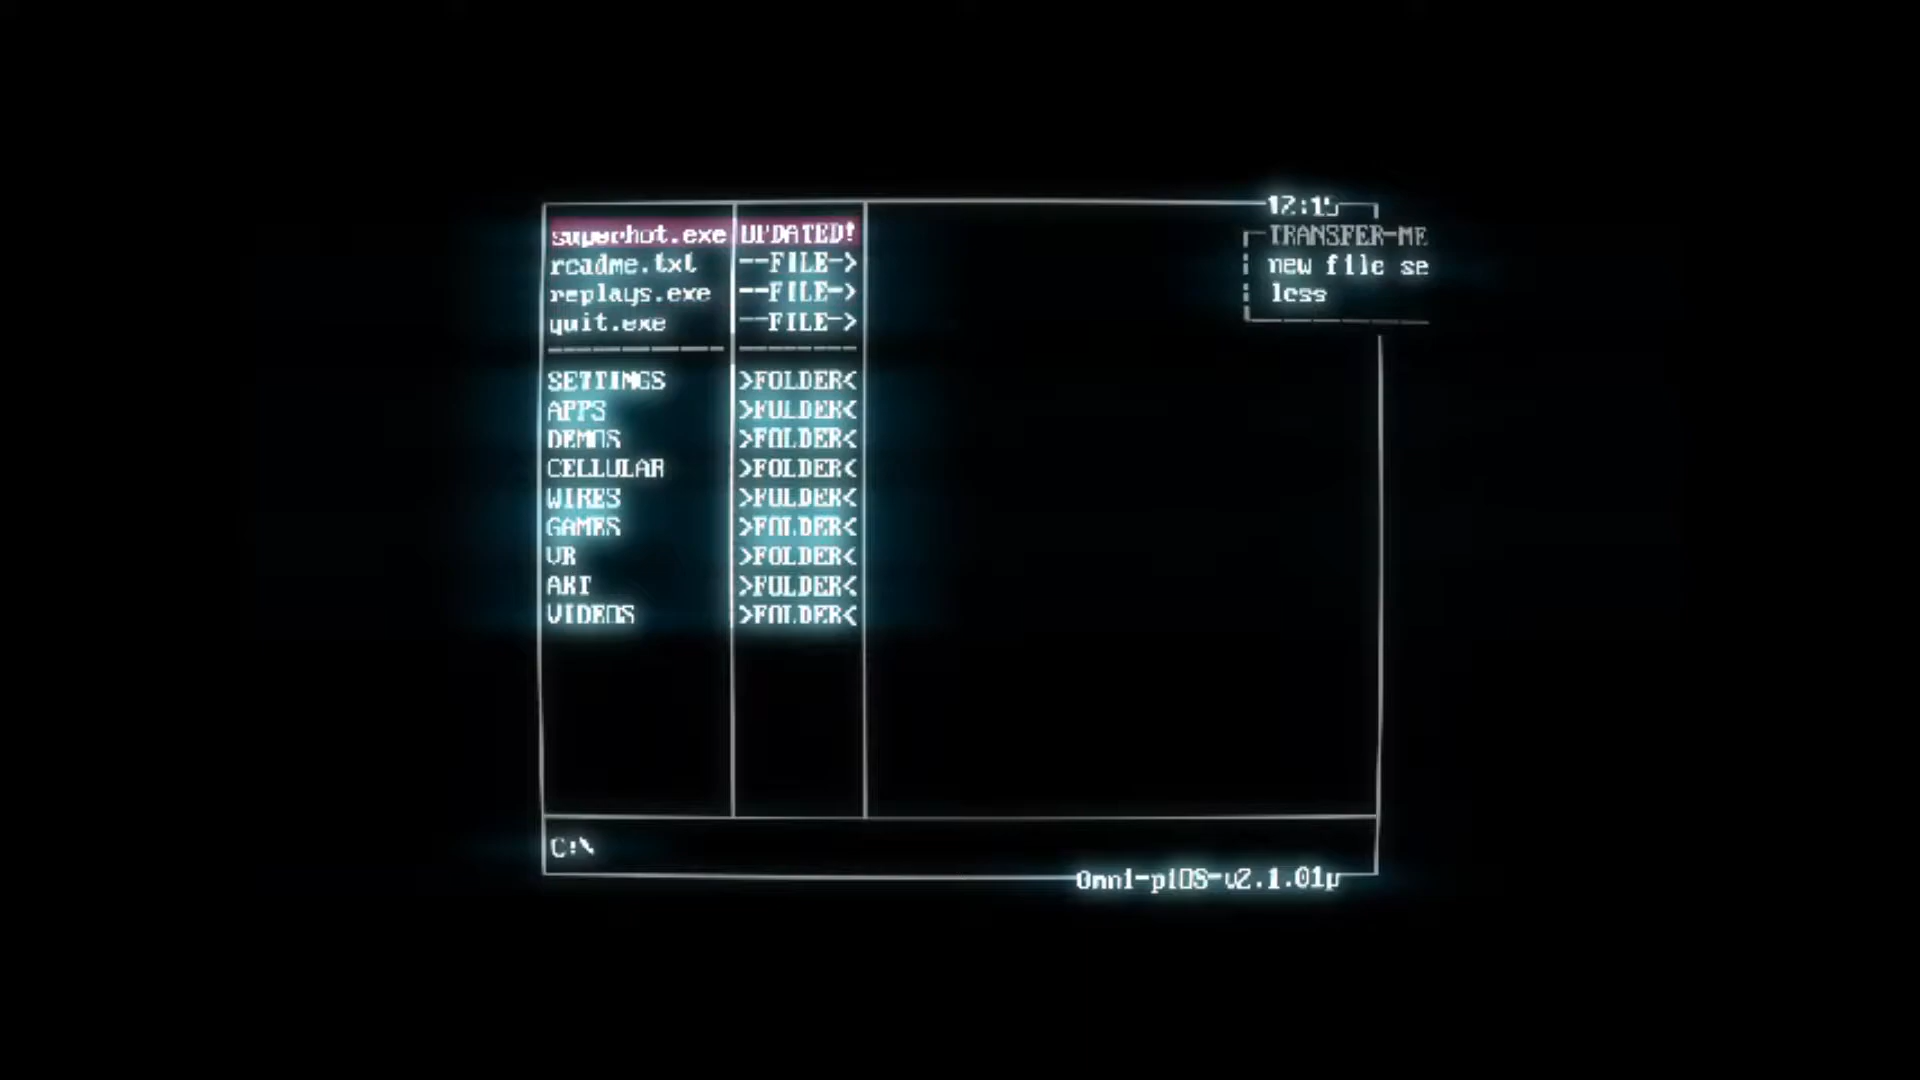 12:15
superhot.exe UPDATED!
readme.txt --FILE->
replays.exe --FILE->
quit.exe --FILE->
SETTINGS >FOLDER<
APPS >FOLDER<
DEMOS >FOLDER<
CELLULAR >FOLDER<
WIRES >FOLDER<
GAMES >FOLDER<
VR >FOLDER<
ART >FOLDER<
VIDEOS >FOLDER<
TRANSFER-ME
new file se
less
C:\
Omni-piOS-v2.1.01µ